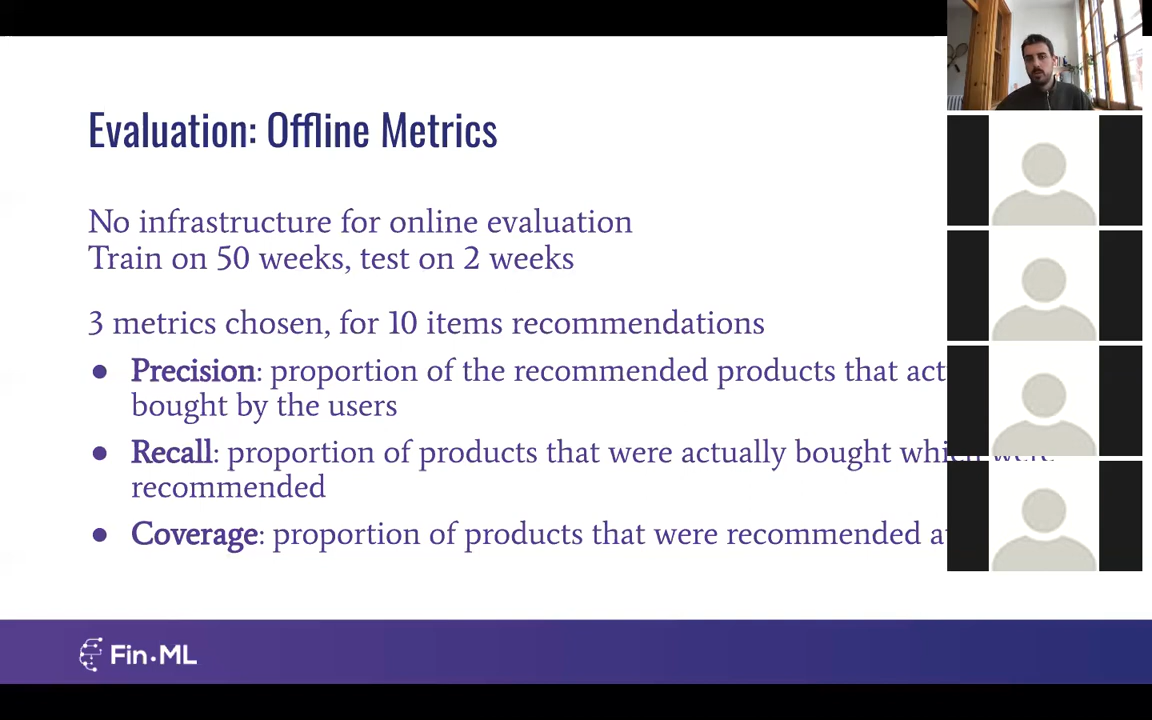 Evaluation: Offline Metrics
No infrastructure for online evaluation
Train on 50 weeks, test on 2 weeks
3 metrics chosen, for 10 items recommendations
● Precision: proportion of the recommended products that
bought by the users
● Recall: proportion of products that were actually bought which were
recommended
● Coverage: proportion of products that were recommended
Fin·ML